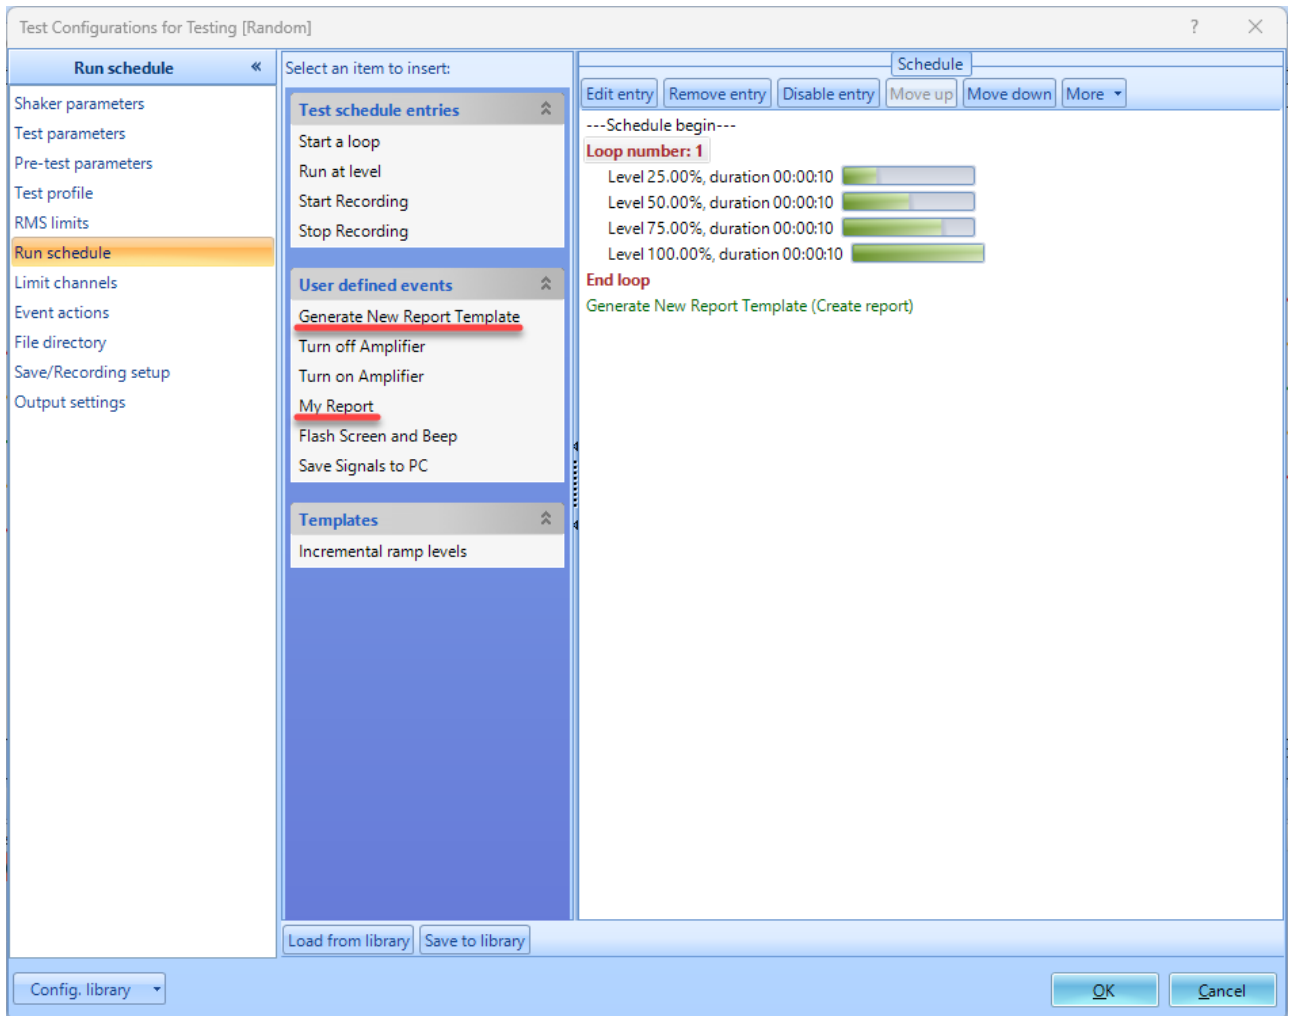 Test Configurations for Testing [Random]
?
Run schedule «
Shaker parameters
Test parameters
Pre-test parameters
Test profile
RMS limits
Run schedule
Limit channels
Event actions
File directory
Save/Recording setup
Output settings
Select an item to insert:
Test schedule entries
Start a loop
Run at level
Start Recording
Stop Recording
User defined events
Generate New Report Template
Turn off Amplifier
Turn on Amplifier
My Report
Flash Screen and Beep
Save Signals to PC
Templates
Incremental ramp levels
Schedule
Edit entry Remove entry Disable entry Move up Move down More
---Schedule begin---
Loop number: 1
Level 25.00%, duration 00:00:10
Level 50.00%, duration 00:00:10
Level 75.00%, duration 00:00:10
Level 100.00%, duration 00:00:10
End loop
Generate New Report Template (Create report)
Load from library Save to library
Config. library
OK Cancel